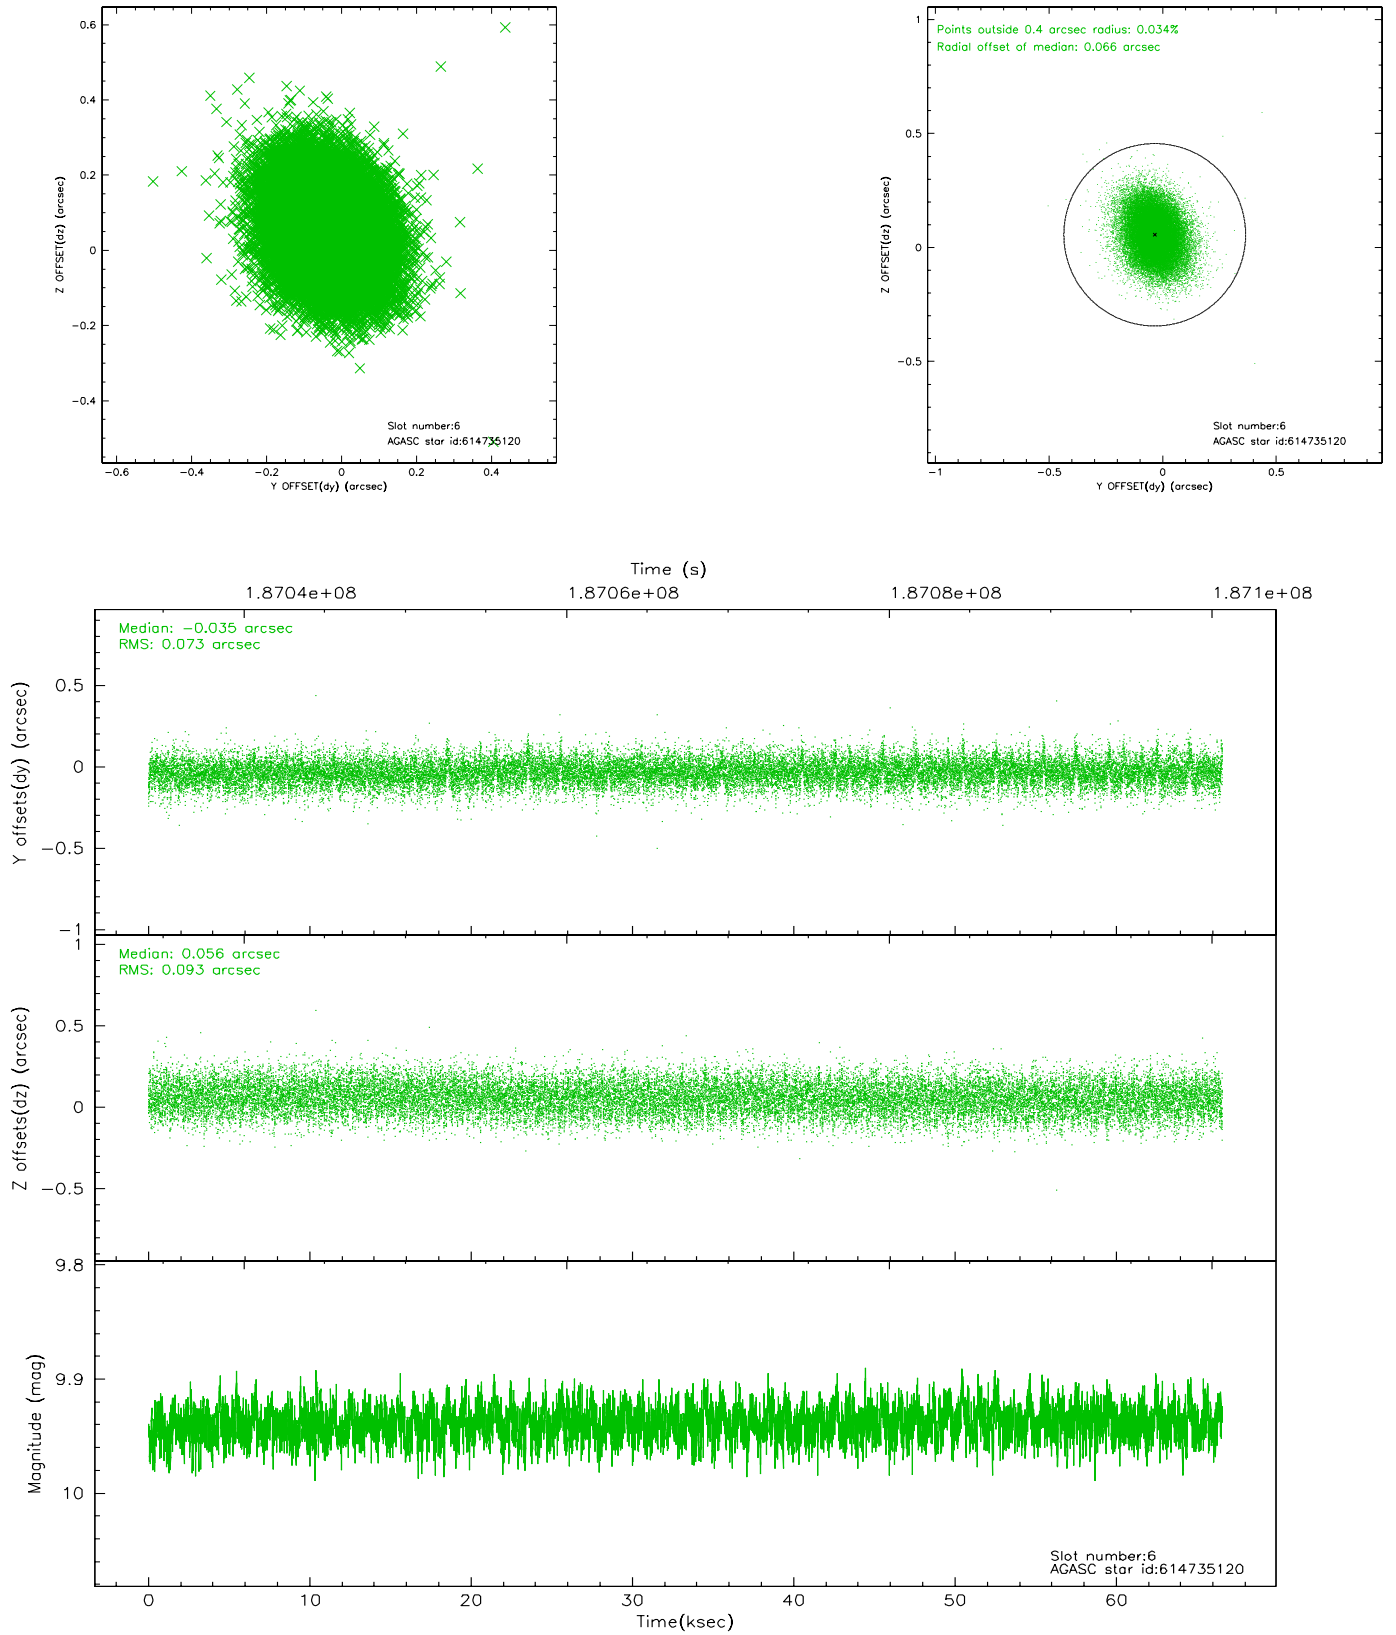 0.6
0.4
0.2
0
−0.2
−0.4
Z OFFSET(dz) (arcsec)
Slot number:6
AGASC star id:614735120
−0.6
−0.4
−0.2
0
0.2
0.4
Y OFFSET(dy) (arcsec)
1
0.5
0
−0.5
Z OFFSET(dz) (arcsec)
Points outside 0.4 arcsec radius: 0.034%
Radial offset of median: 0.066 arcsec
Slot number:6
AGASC star id:614735120
−1
−0.5
0
0.5
Y OFFSET(dy) (arcsec)
Time (s)
1.8704e+08
1.8706e+08
1.8708e+08
1.871e+08
Median: −0.035 arcsec
RMS: 0.073 arcsec
0.5
0
−0.5
−1
Y offsets(dy) (arcsec)
Median: 0.056 arcsec
RMS: 0.093 arcsec
1
0.5
0
−0.5
Z offsets(dz) (arcsec)
9.8
9.9
10
Magnitude (mag)
Slot number:6
AGASC star id:614735120
0
10
20
30
40
50
60
Time(ksec)